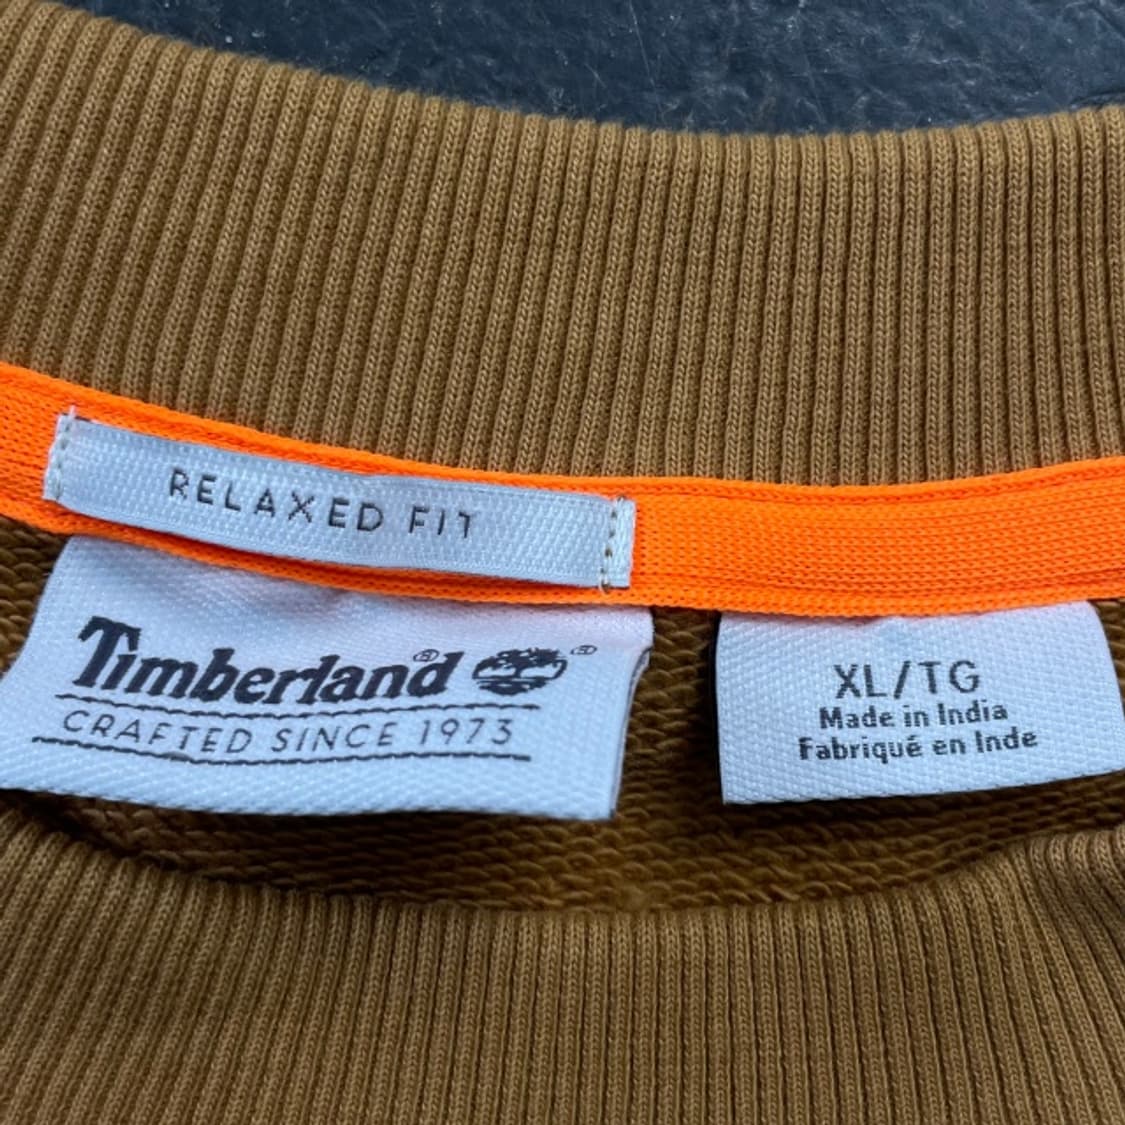 RELAXED FIT
Timberland® ®
CRAFTED SINCE 1973
XL/TG
Made in India
Fabriqué en Inde